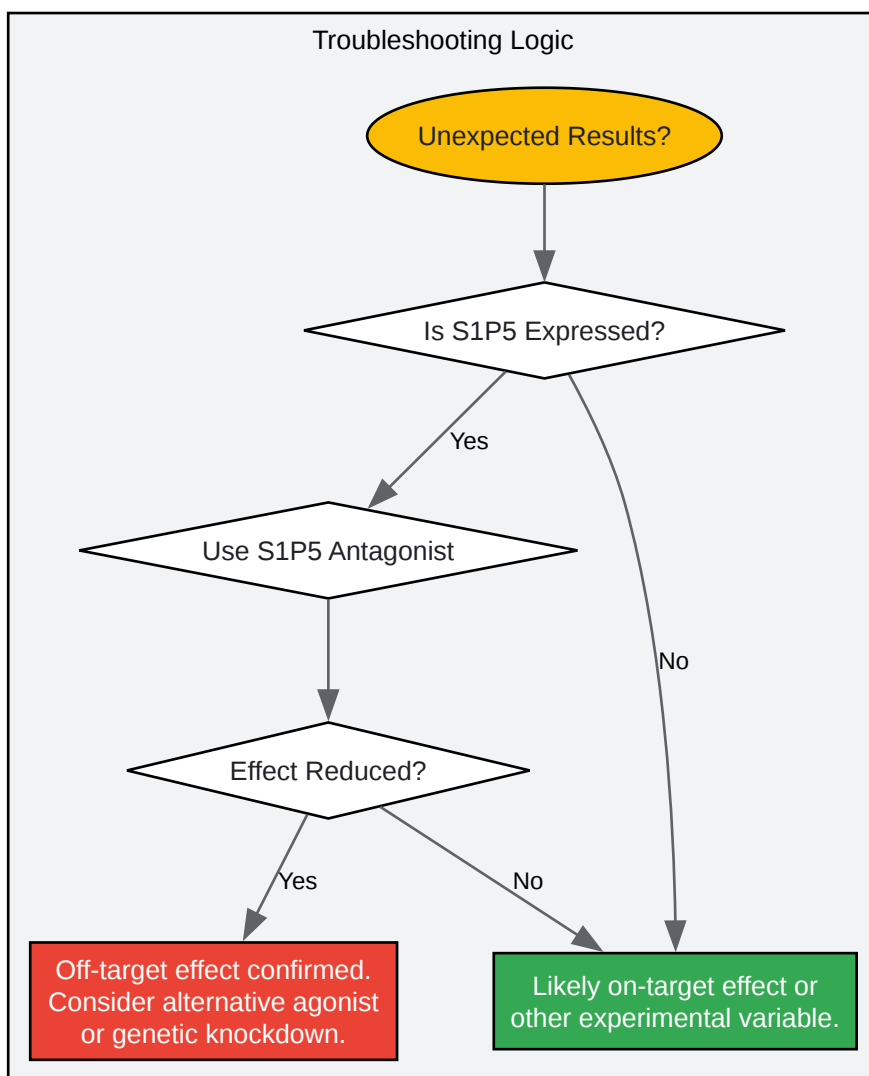 Troubleshooting Logic
Unexpected Results?
Is S1P5 Expressed?
Yes
Use S1P5 Antagonist
No
Effect Reduced?
Yes
No
Off-target effect confirmed.
Consider alternative agonist
or genetic knockdown.
Likely on-target effect or
other experimental variable.